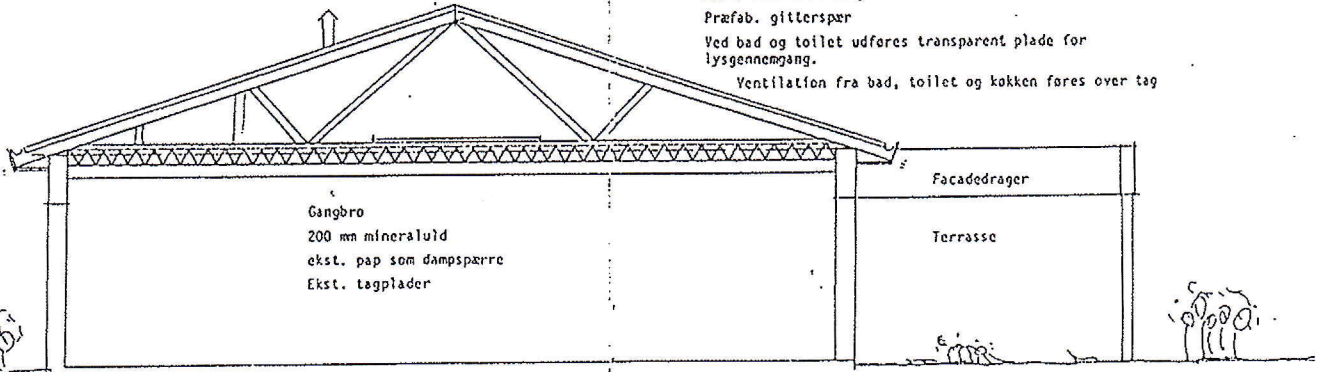 Præfab. gitterspær
Ved bad og toilet udføres transparent plade for
lysgennemgang.
Ventilation fra bad, toilet og køkken føres over tag
Facadedrager
Gangbro
200 mm mineraluld
ekst. pap som dampspærre
Ekst. tagplader
Terrasse